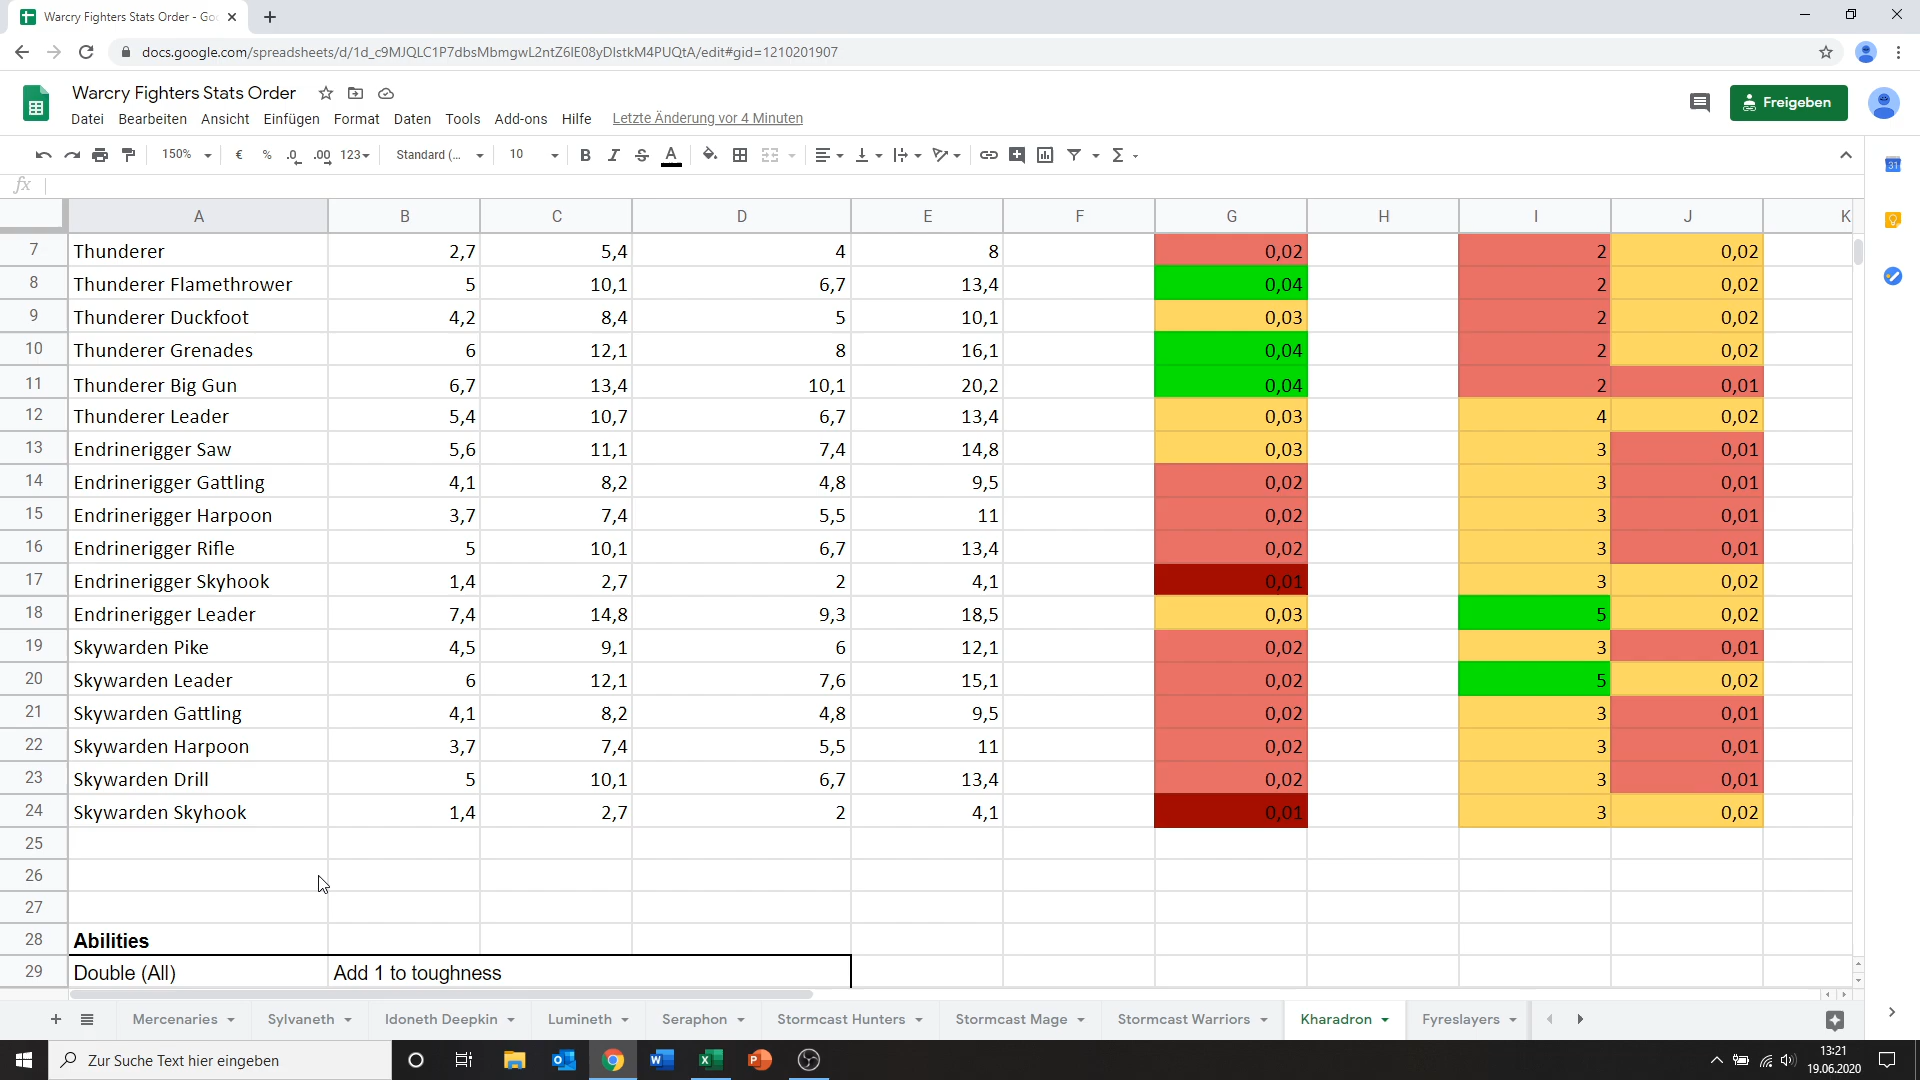 Warcry Fighters Stats Order - Go
docs.google.com/spreadsheets/d/1d_c9MJQLC1P7dbsMbmgwL2ntZ6IE08yDIstkM4PUQtA/edit#gid=1210201907
Warcry Fighters Stats Order
Freigeben
Datei Bearbeiten Ansicht Einfügen Format Daten Tools Add-ons Hilfe Letzte Änderung vor 4 Minuten
150% € % .0 .00 123 Standard (... 10 B I S A Σ
31
fx
A B C D E F G H I J K
7 Thunderer 2,7 5,4 4 8 0,02 2 0,02
8 Thunderer Flamethrower 5 10,1 6,7 13,4 0,04 2 0,02
9 Thunderer Duckfoot 4,2 8,4 5 10,1 0,03 2 0,02
10 Thunderer Grenades 6 12,1 8 16,1 0,04 2 0,02
11 Thunderer Big Gun 6,7 13,4 10,1 20,2 0,04 2 0,01
12 Thunderer Leader 5,4 10,7 6,7 13,4 0,03 4 0,02
13 Endrinerigger Saw 5,6 11,1 7,4 14,8 0,03 3 0,01
14 Endrinerigger Gattling 4,1 8,2 4,8 9,5 0,02 3 0,01
15 Endrinerigger Harpoon 3,7 7,4 5,5 11 0,02 3 0,01
16 Endrinerigger Rifle 5 10,1 6,7 13,4 0,02 3 0,01
17 Endrinerigger Skyhook 1,4 2,7 2 4,1 0,01 3 0,02
18 Endrinerigger Leader 7,4 14,8 9,3 18,5 0,03 5 0,02
19 Skywarden Pike 4,5 9,1 6 12,1 0,02 3 0,01
20 Skywarden Leader 6 12,1 7,6 15,1 0,02 5 0,02
21 Skywarden Gattling 4,1 8,2 4,8 9,5 0,02 3 0,01
22 Skywarden Harpoon 3,7 7,4 5,5 11 0,02 3 0,01
23 Skywarden Drill 5 10,1 6,7 13,4 0,02 3 0,01
24 Skywarden Skyhook 1,4 2,7 2 4,1 0,01 3 0,02
25
26
27
28 Abilities
29 Double (All) Add 1 to toughness
Mercenaries Sylvaneth Idoneth Deepkin Lumineth Seraphon Stormcast Hunters Stormcast Mage Stormcast Warriors Kharadron Fyreslayers
Zur Suche Text hier eingeben
13:21
19.06.2020